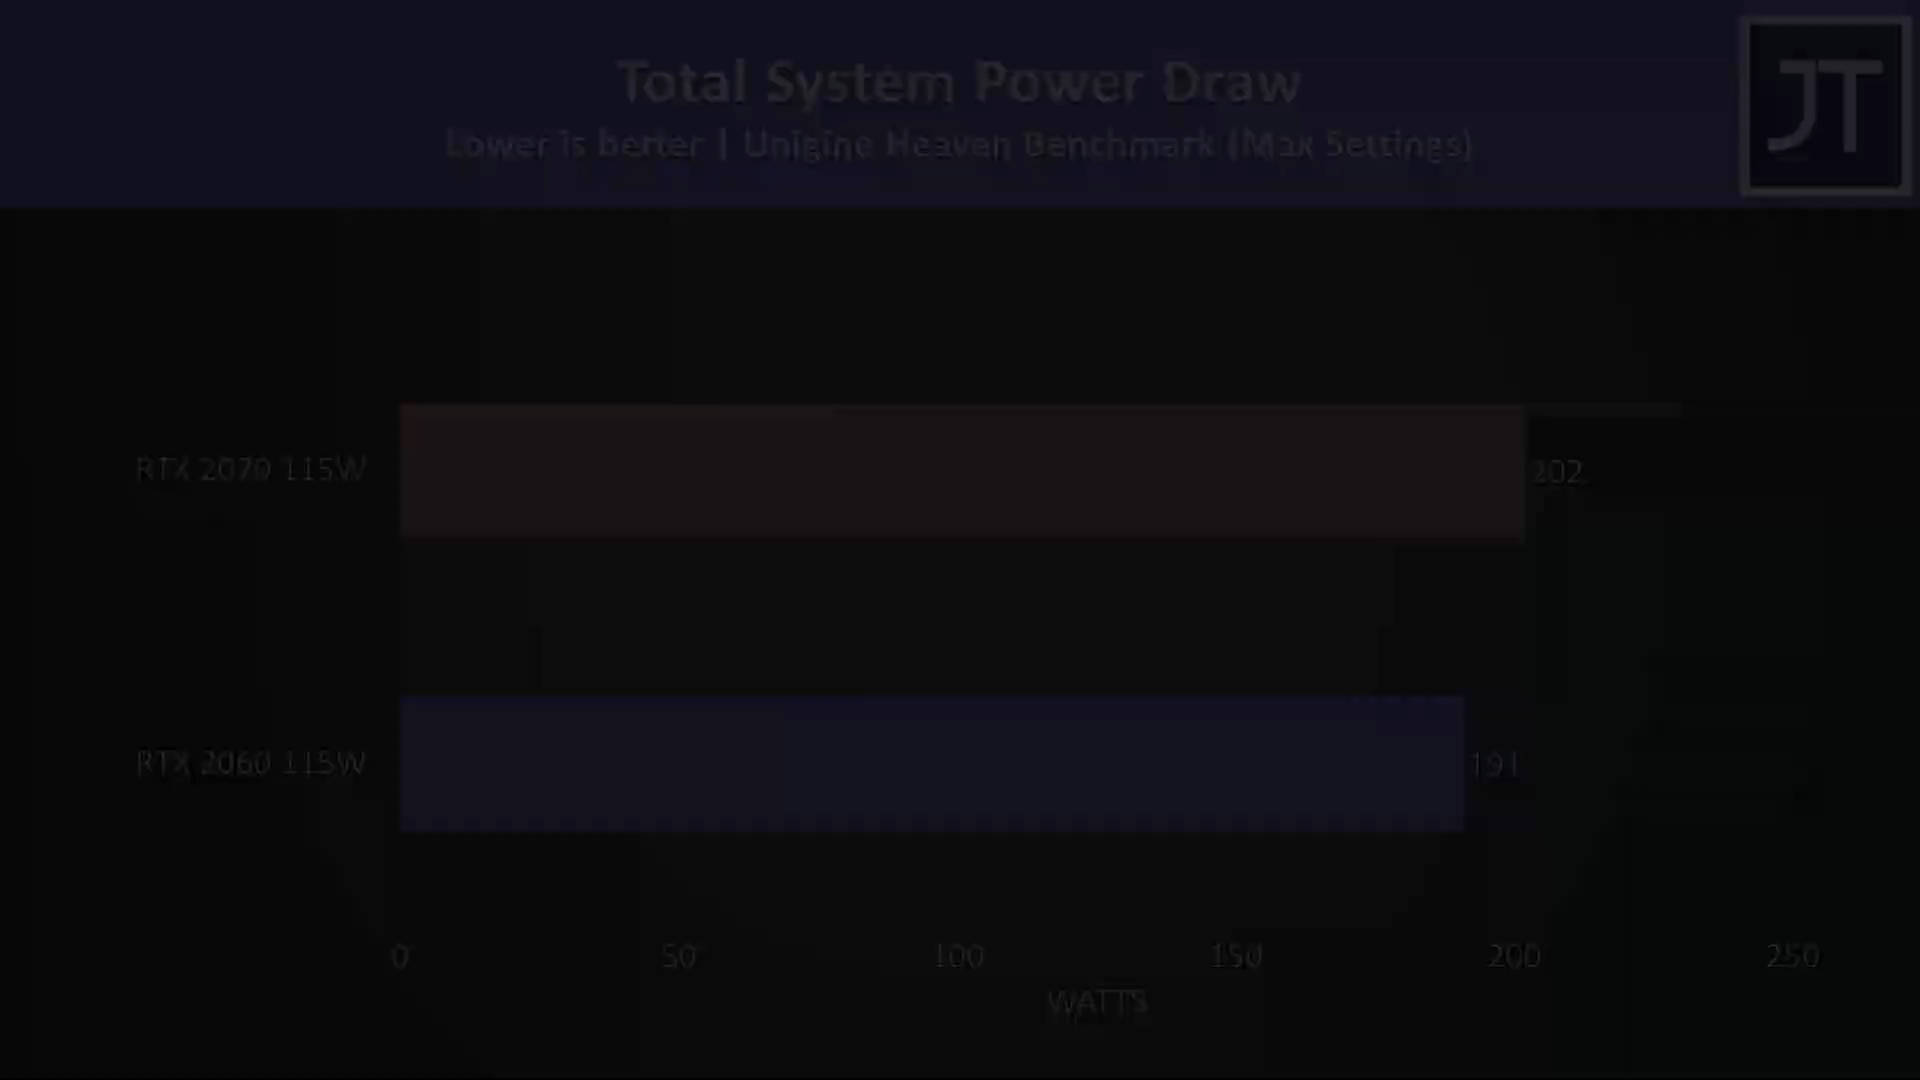 Total System Power Draw
Lower is better | Unigine Heaven Benchmark (Max Settings)
JT
RTX 2070 115W
202
RTX 2060 115W
191
0 50 100 150 200 250
WATTS